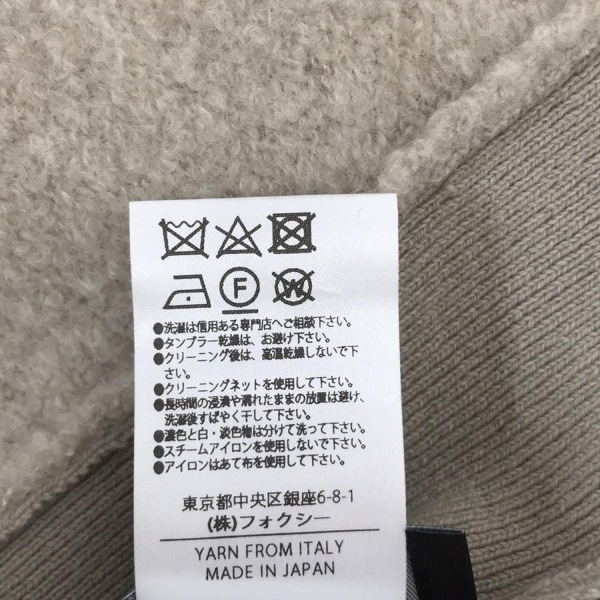 F
W
●洗濯は信用ある専門店へご相談下さい。
●タンブラー乾燥は、お避け下さい。
●クリーニング後は、高温乾燥しないで下
さい。
●クリーニングネットを使用して下さい。
●長時間の浸漬や濡れたままの放置は避け、
洗濯後すばやく干して下さい。
●濃色と白・淡色物は分けて洗って下さい。
●スチームアイロンを使用しないで下さい。
●アイロンはあて布を使用して下さい。
東京都中央区銀座6-8-1
(株)フォクシー
YARN FROM ITALY
MADE IN JAPAN